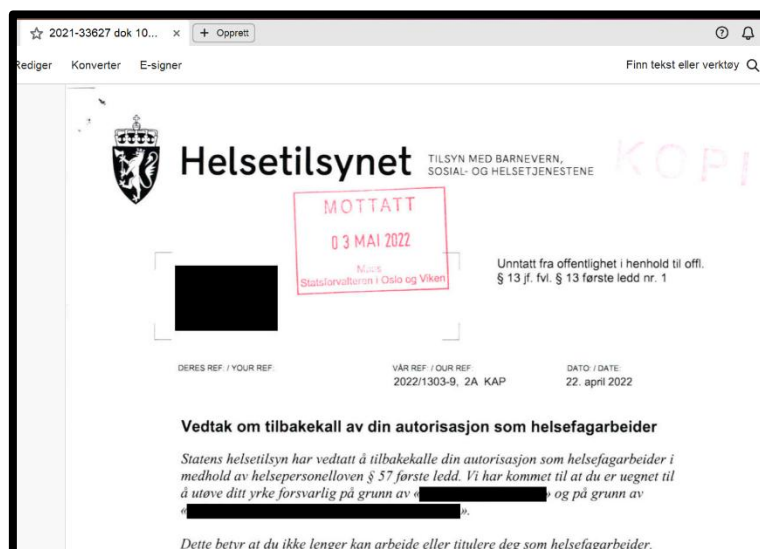 2021-33627 dok 10...
×
+ Opprett
Rediger Konverter E-signer
Finn tekst eller verktøy
Helsetilsynet
TILSYN MED BARNEVERN,
SOSIAL- OG HELSETJENESTENE
KOPI
MOTTATT
03 MAI 2022
Statsforvalteren i Oslo og Viken
Unntatt fra offentlighet i henhold til offl.
§ 13 jf. fvl. § 13 første ledd nr. 1
DERES REF. / YOUR REF:
VÅR REF: / OUR REF:
2022/1303-9, 2A KAP
DATO: / DATE:
22. april 2022
Vedtak om tilbakekall av din autorisasjon som helsefagarbeider
Statens helsetilsyn har vedtatt å tilbakekalle din autorisasjon som helsefagarbeider i
medhold av helsepersonelloven § 57 første ledd. Vi har kommet til at du er uegnet til
å utøve ditt yrke forsvarlig på grunn av « » og på grunn av
« ».
Dette betyr at du ikke lenger kan arbeide eller titulere deg som helsefagarbeider.